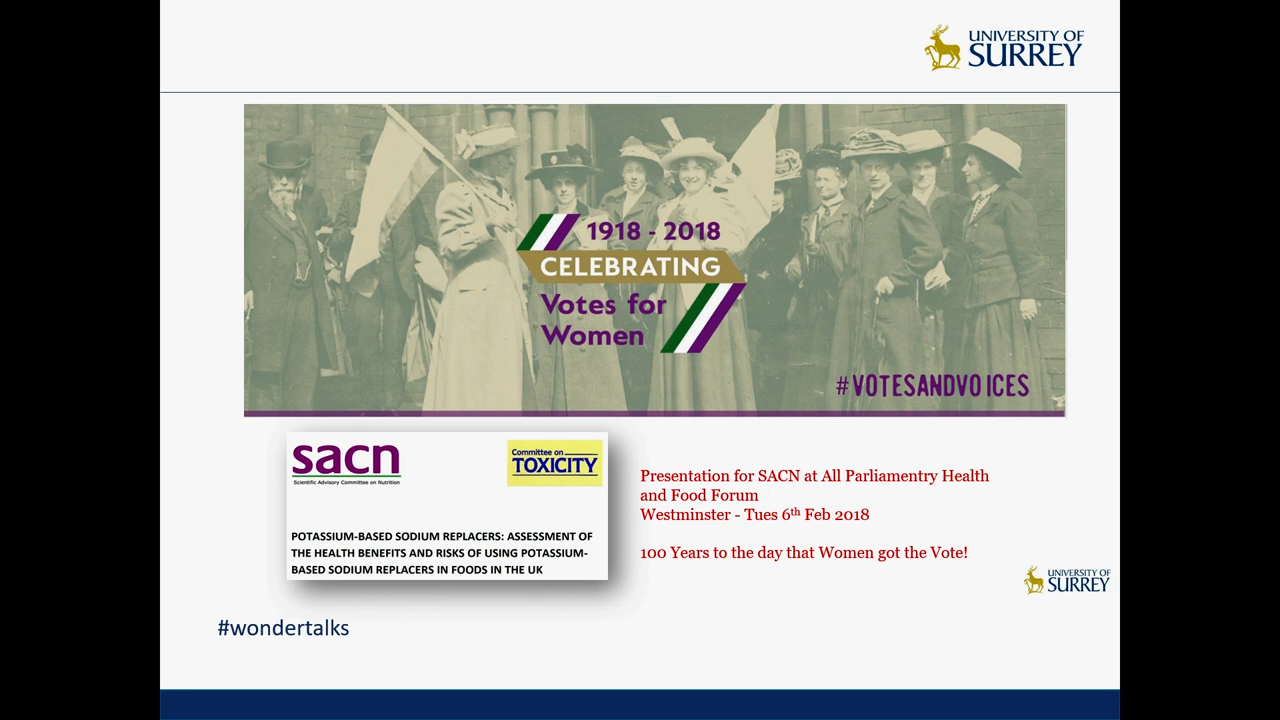 UNIVERSITY OF
SURREY
1918 - 2018
CELEBRATING
Votes for
Women
#VOTESANDVOICES
sacn
Scientific Advisory Committee on Nutrition
Committee on
TOXICITY
POTASSIUM-BASED SODIUM REPLACERS: ASSESSMENT OF
THE HEALTH BENEFITS AND RISKS OF USING POTASSIUM-
BASED SODIUM REPLACERS IN FOODS IN THE UK
Presentation for SACN at All Parliamentry Health
and Food Forum
Westminster - Tues 6th Feb 2018
100 Years to the day that Women got the Vote!
UNIVERSITY OF
SURREY
#wondertalks